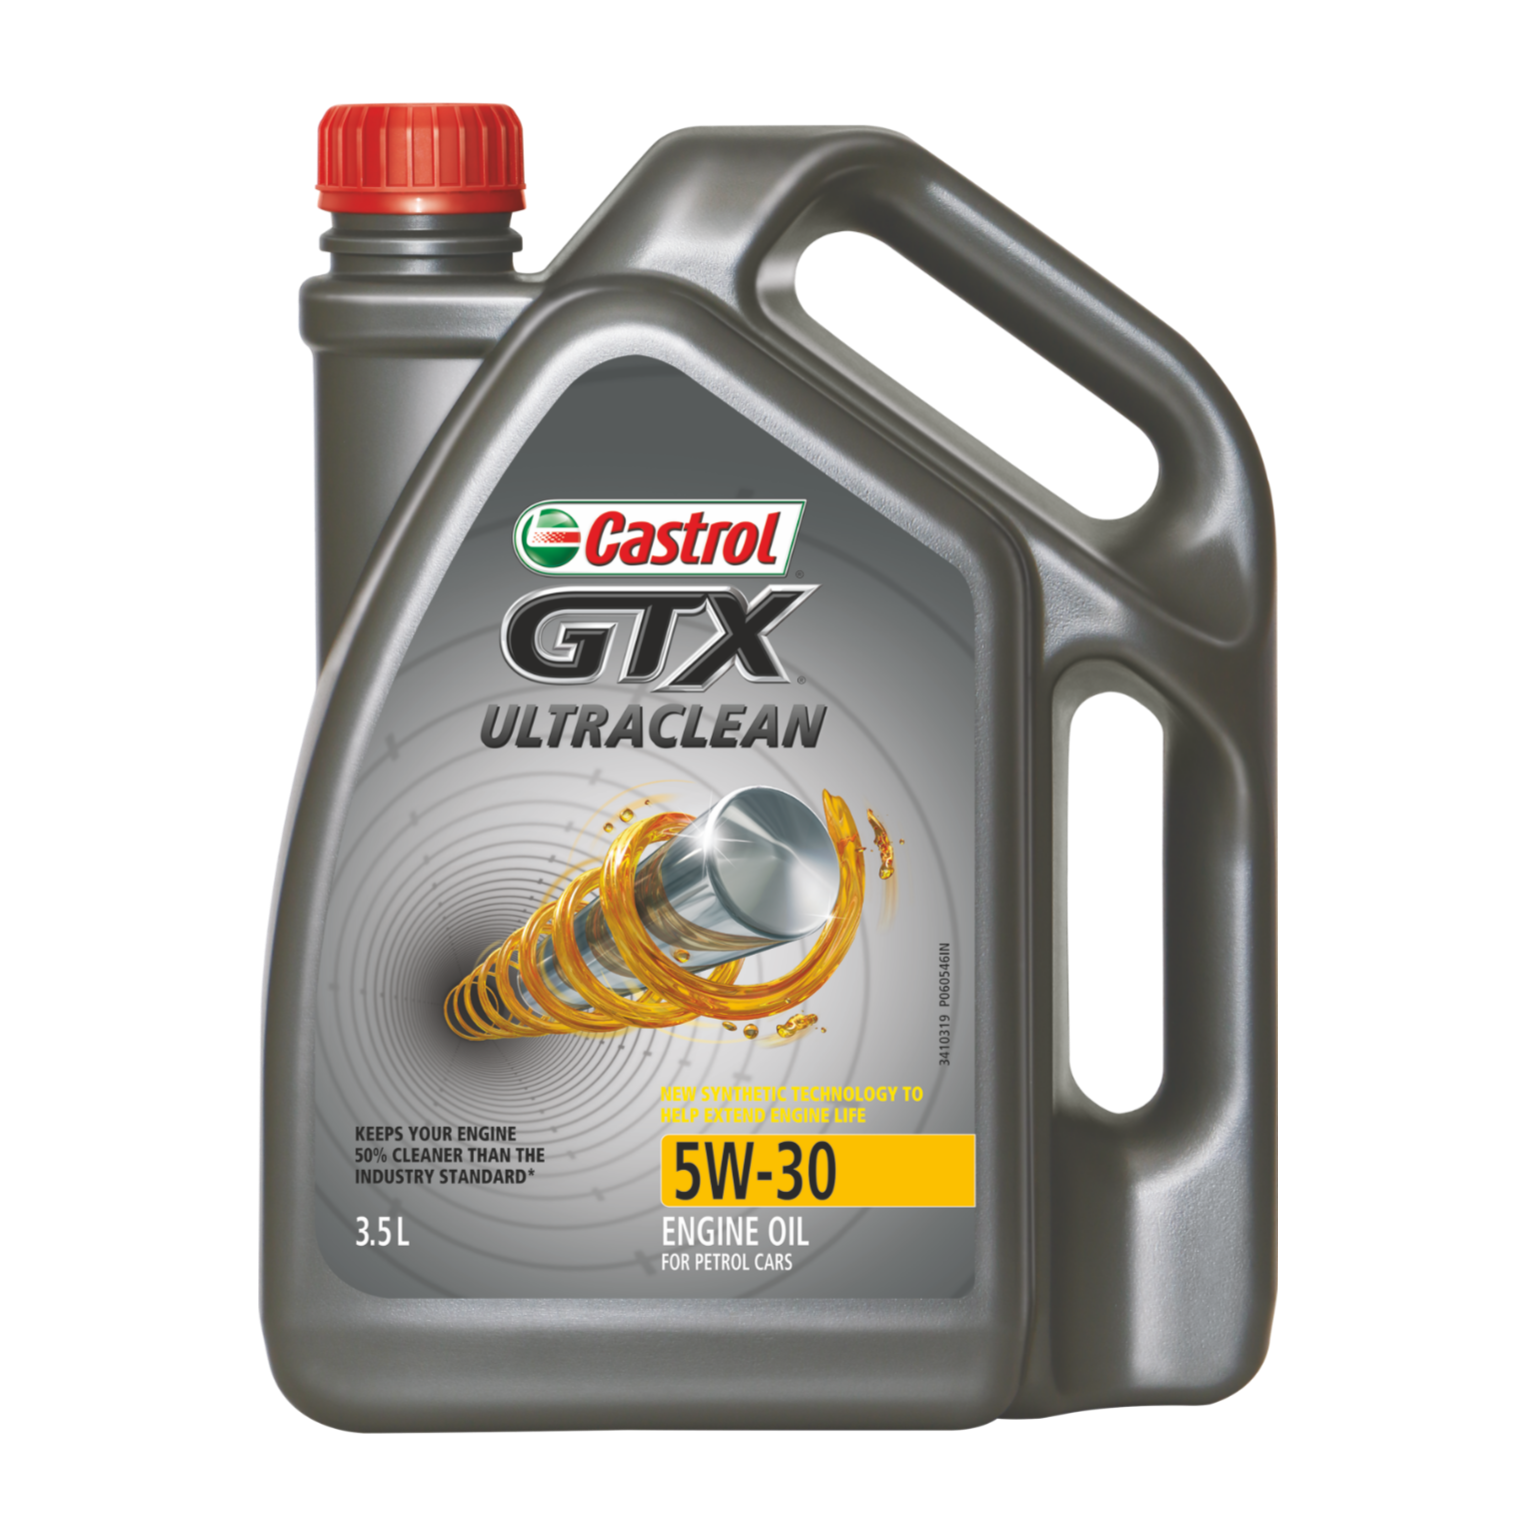 Castrol
GTX
ULTRACLEAN
3410319 P060546IN
NEW SYNTHETIC TECHNOLOGY TO
HELP EXTEND ENGINE LIFE
KEEPS YOUR ENGINE
50% CLEANER THAN THE
INDUSTRY STANDARD*
5W-30
3.5 L
ENGINE OIL
FOR PETROL CARS